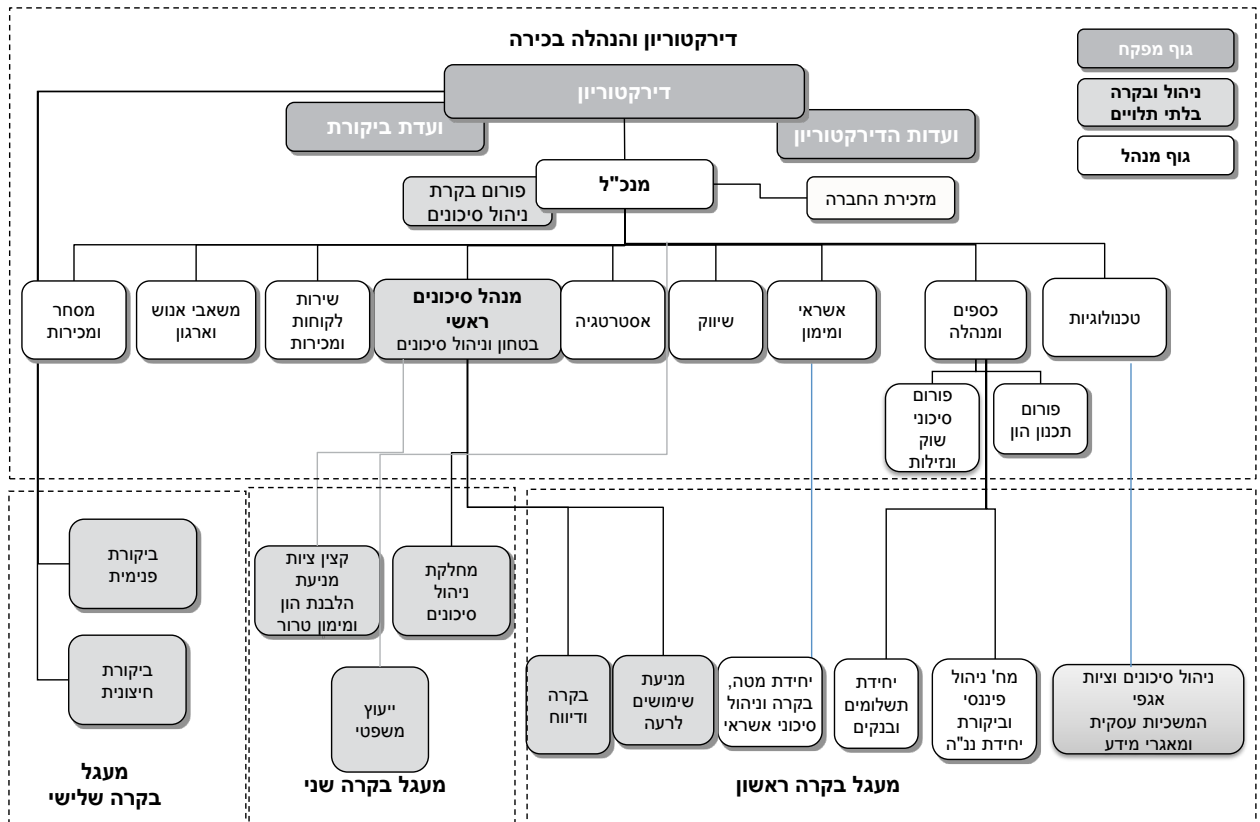 דירקטוריון והנהלה בכירה
גוף מפקח
ניהול ובקרה
בלתי תלויים
גוף מנהל
דירקטוריון
ועדות הדירקטוריון
ועדת ביקורת
מנכ"ל
מזכירת החברה
פורום בקרת
ניהול סיכונים
טכנולוגיות
כספים
ומנהלה
אשראי
ומימון
שיווק
אסטרטגיה
מנהל סיכונים
ראשי
בטחון וניהול סיכונים
שירות
לקוחות
ומכירות
משאבי אנוש
וארגון
מסחר
ומכירות
פורום
תכנון הון
פורום
סיכוני
שוק
ונזילות
ניהול סיכונים וציות
אגפי
המשכיות עסקית
ומאגרי מידע
מח' ניהול
פיננסי
וביקורת
יחידת ננ"ה
יחידת
תשלומים
ובנקים
יחידת מטה,
בקרה וניהול
סיכוני אשראי
מניעת
שימושים
לרעה
בקרה
ודיווח
מעגל בקרה ראשון
מחלקת
ניהול
סיכונים
קצין ציות
מניעת
הלבנת הון
ומימון טרור
ייעוץ
משפטי
מעגל בקרה שני
ביקורת
פנימית
ביקורת
חיצונית
מעגל
בקרה שלישי